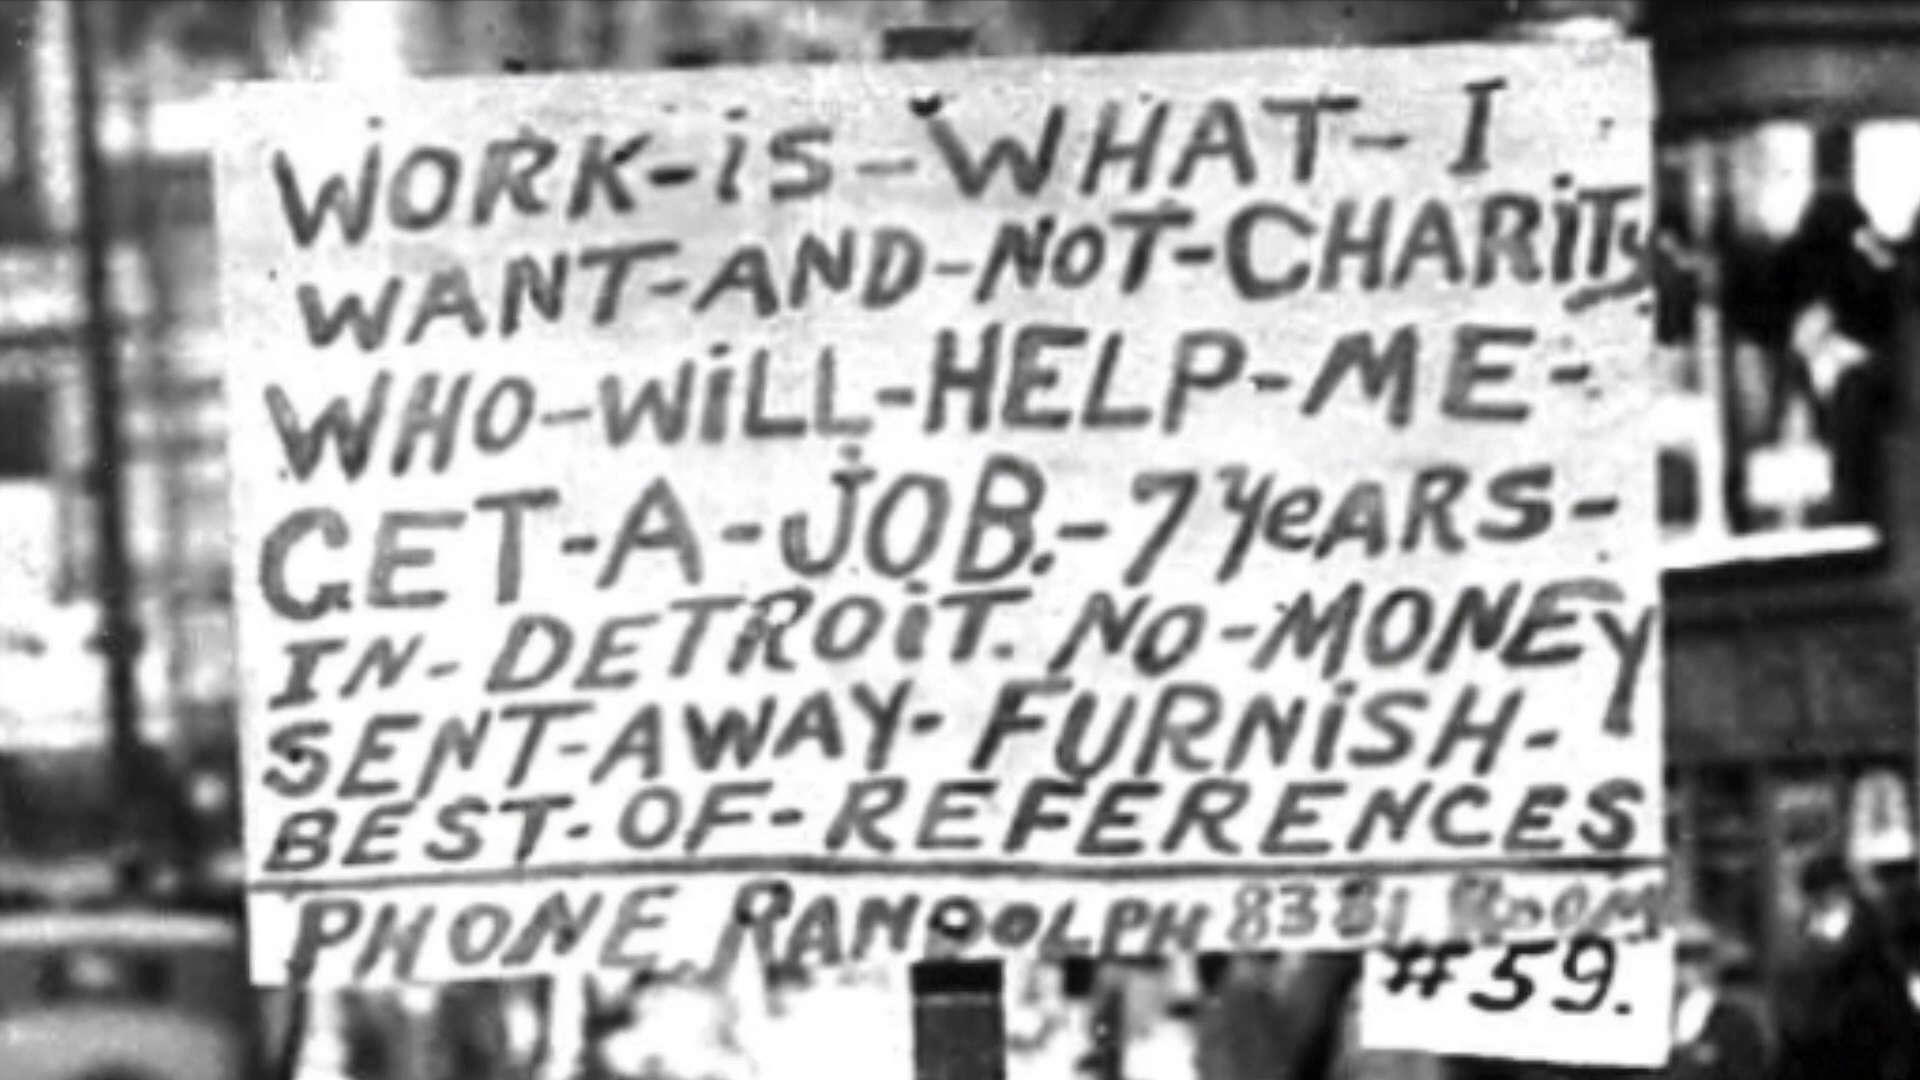 WORK-iS-WHAT-I
WANT-AND-NOT-CHARiTy
WHO-WiLL-HELP-ME-
GET-A-JOB.-7 YeARS-
IN-DETROiT. NO-MONEy
SENT-AWAY- FURNiSH-
BEST-OF-REFERENCES
PHONE RANDOLPH 8381 ROOM
#59.